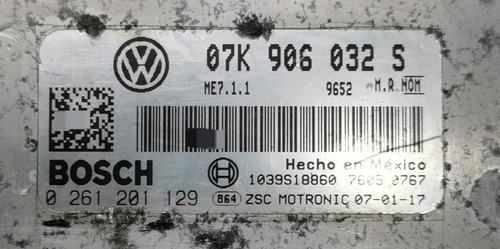 07K 906 032 S
ME7.1.1 9652 M.R NOM
BOSCH Hecho en México
1039S18860 7606 0767
0 261 201 129 864 ZSC MOTRONIC 07-01-17